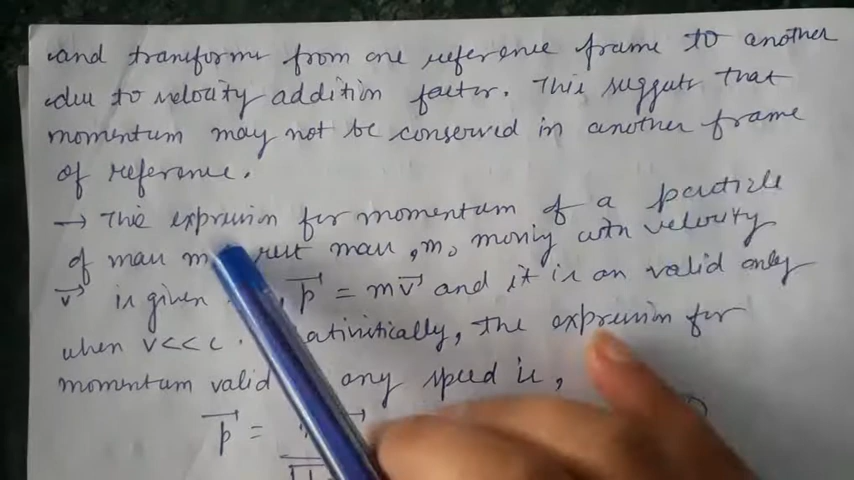 and transforms from one reference frame to another
due to velocity addition factor. This suggests that
momentum may not be conserved in another frame
of reference.
→ This expression for momentum of a particle
of mass m rest mass, m₀ moving with velocity
v⃗ is given p⃗ = mv⃗ and it is an valid only
when v<<c. the expression for
momentum valid any speed is,
p⃗ =